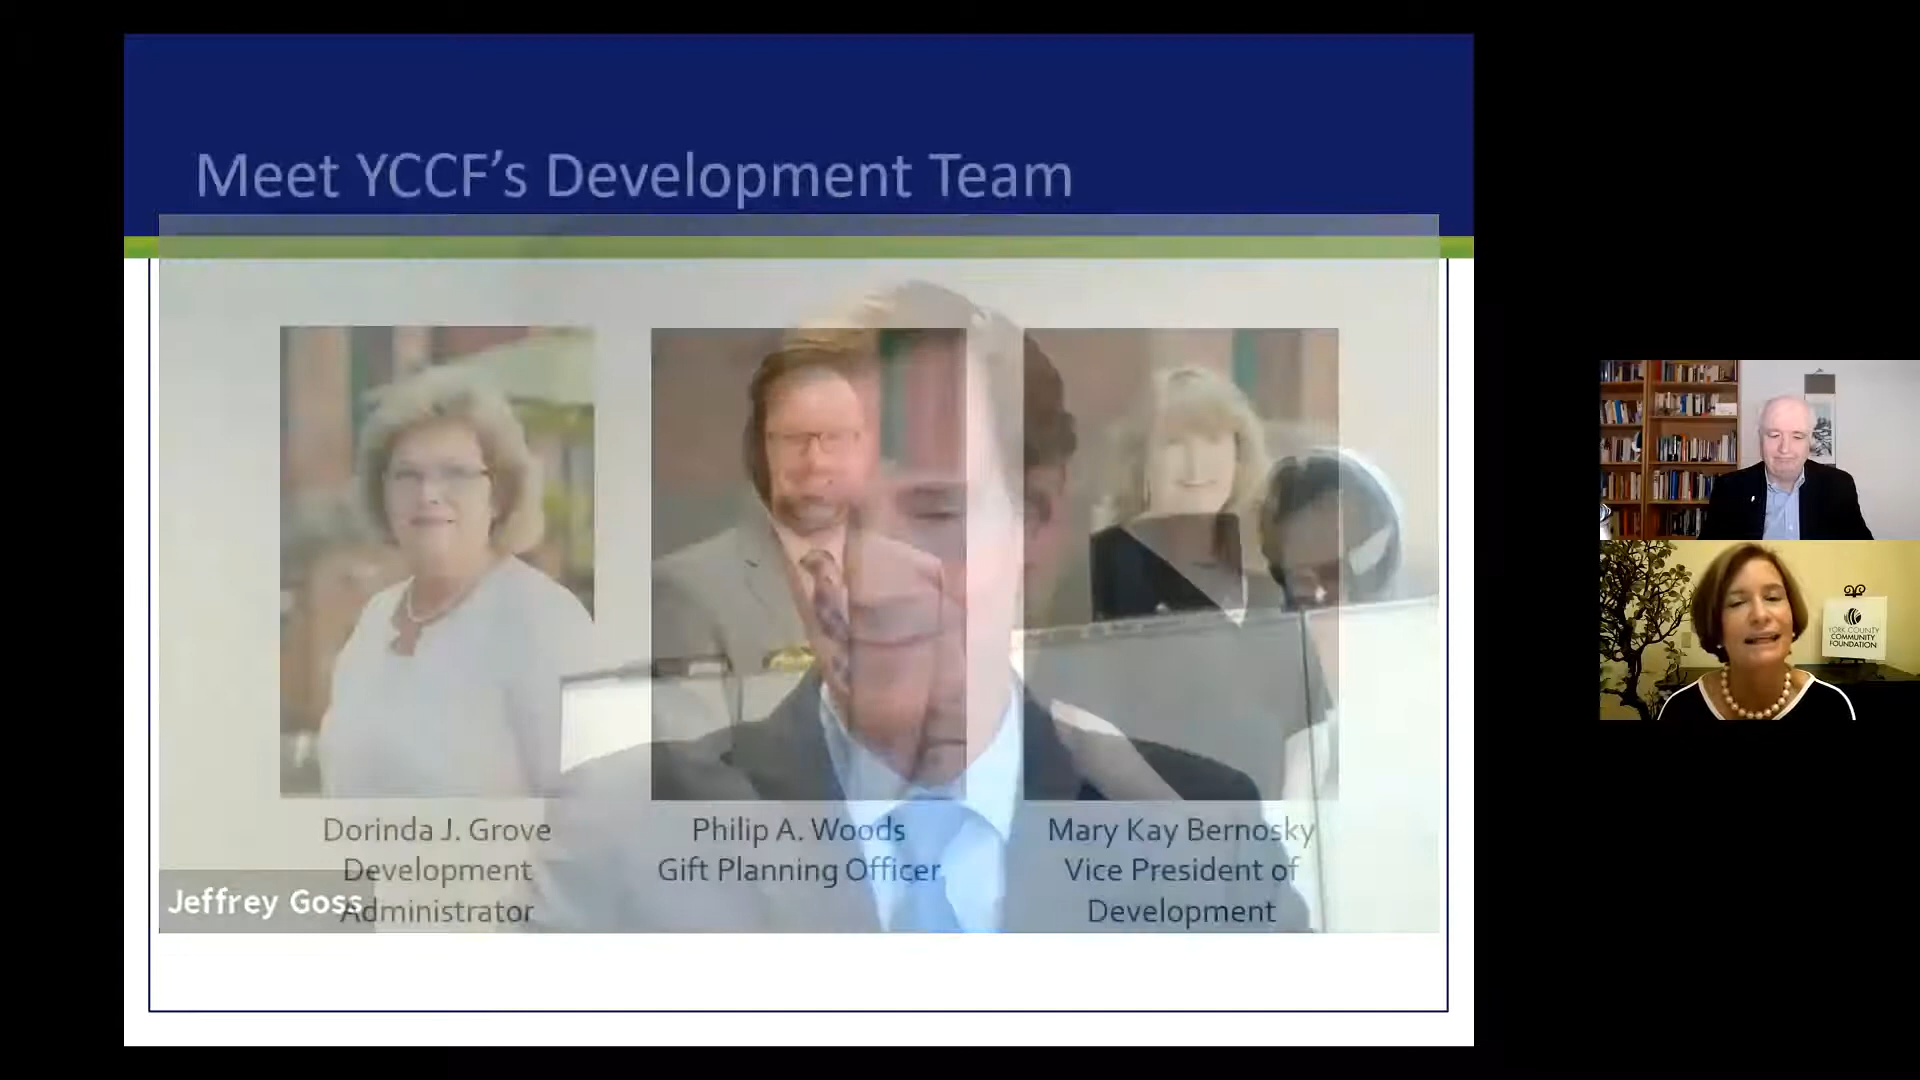 Meet YCCF's Development Team
Dorinda J. Grove
Development
Administrator
Philip A. Woods
Gift Planning Officer
Mary Kay Bernosky
Vice President of
Development
Jeffrey Goss
YORK COUNTY
COMMUNITY
FOUNDATION